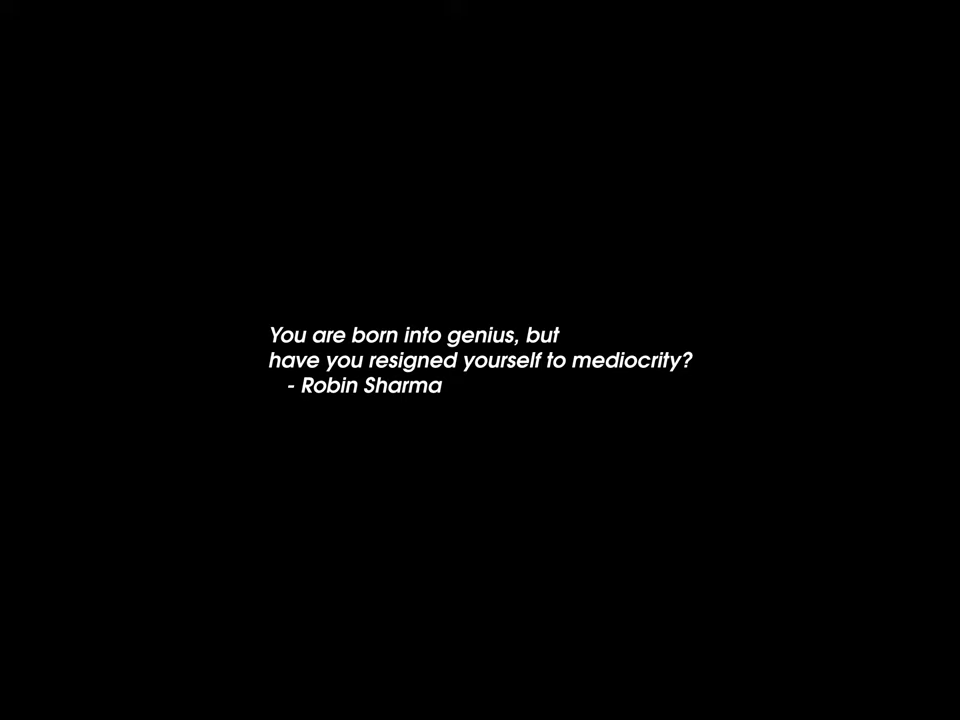 You are born into genius, but
have you resigned yourself to mediocrity?
- Robin Sharma